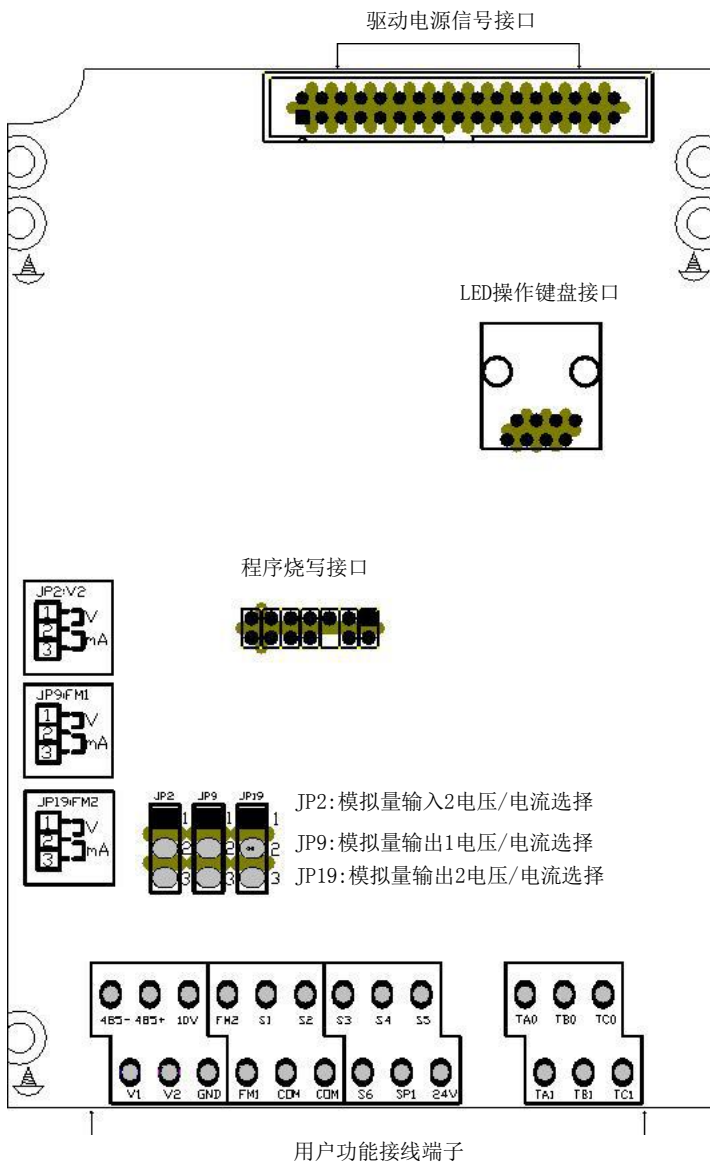 驱动电源信号接口
LED操作键盘接口
程序烧写接口
JP2:V2
1 V
2
3 mA
JP9:FM1
1 V
2
3 mA
JP19:FM2
1 V
2
3 mA
JP2 JP9 JP19
1 1 1
2 2 2
3 3 3
JP2:模拟量输入2电压/电流选择
JP9:模拟量输出1电压/电流选择
JP19:模拟量输出2电压/电流选择
485- 485+ 10V FM2 S1 S2 S3 S4 S5 TA0 TB0 TC0
V1 V2 GND FM1 COM COM S6 SP1 24V TA1 TB1 TC1
用户功能接线端子